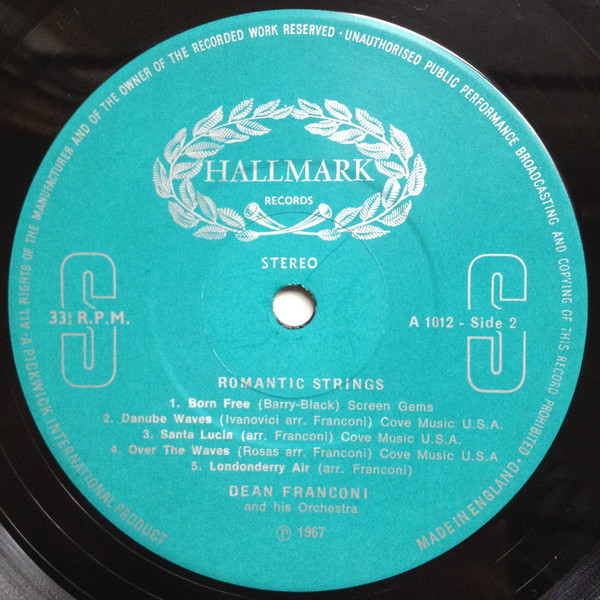 A PICKWICK INTERNATIONAL PRODUCT · ALL RIGHTS OF THE MANUFACTURER AND OF THE OWNER OF THE RECORDED WORK RESERVED · UNAUTHORISED PUBLIC PERFORMANCE BROADCASTING AND COPYING OF THIS RECORD PROHIBITED · MADE IN ENGLAND ·
HALLMARK
RECORDS
STEREO
S
33⅓ R.P.M.
S
A 1012 - Side 2
ROMANTIC STRINGS
1. Born Free (Barry-Black) Screen Gems
2. Danube Waves (Ivanovici arr. Franconi) Cove Music U.S.A.
3. Santa Lucia (arr. Franconi) Cove Music U.S.A.
4. Over The Waves (Rosas arr. Franconi) Cove Music U.S.A
5. Londonderry Air (arr. Franconi)
DEAN FRANCONI
and his Orchestra
℗ 1967